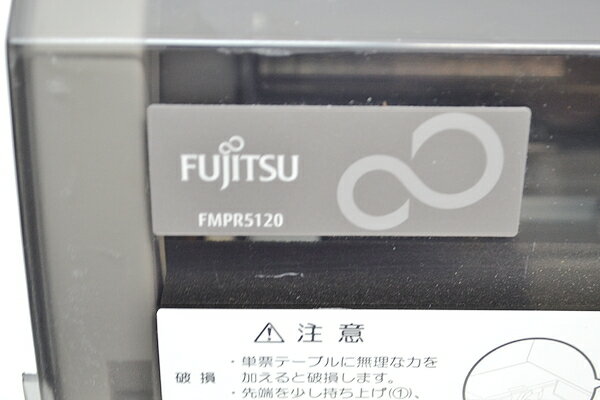 FUJITSU
FMPR5120
⚠ 注意
破損 ・単票テーブルに無理な力を
加えると破損します。
・先端を少し持ち上げ(①)、